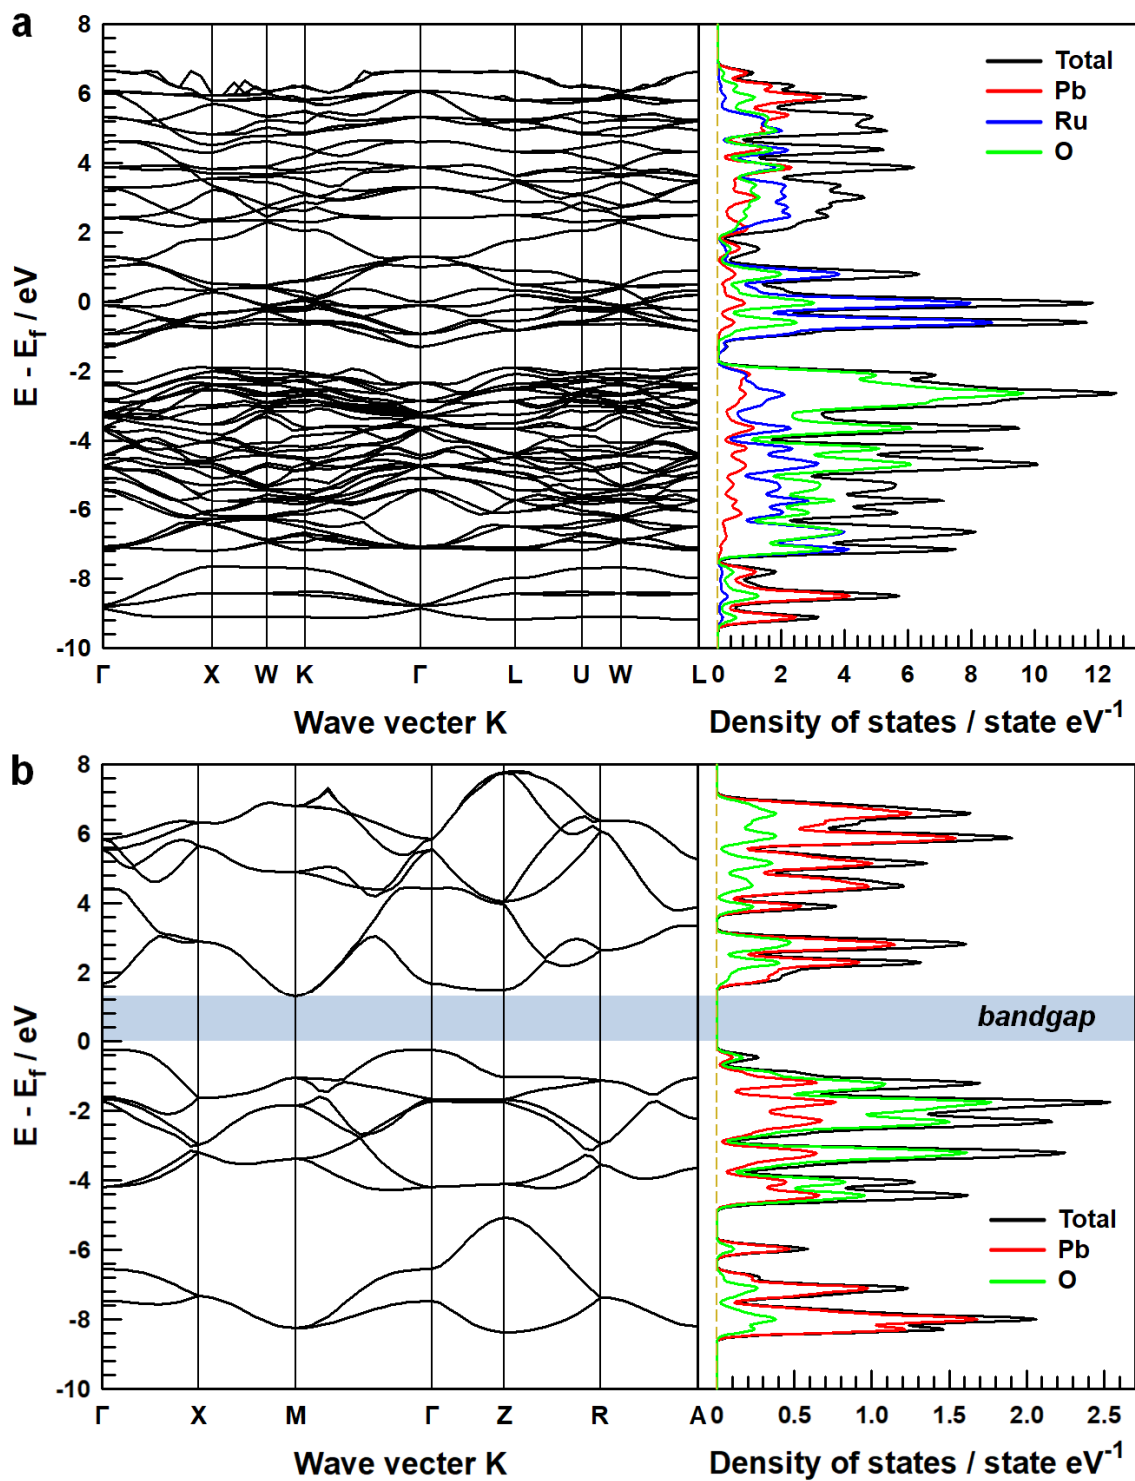 a
8
6
4
2
0
-2
-4
-6
-8
-10
E - Ef / eV
Γ X W K Γ L U W L
Wave vecter K
Total
Pb
Ru
O
0 2 4 6 8 10 12
Density of states / state eV-1
b
8
6
4
2
0
-2
-4
-6
-8
-10
E - Ef / eV
Γ X M Γ Z R A
Wave vecter K
bandgap
Total
Pb
O
0 0.5 1.0 1.5 2.0 2.5
Density of states / state eV-1